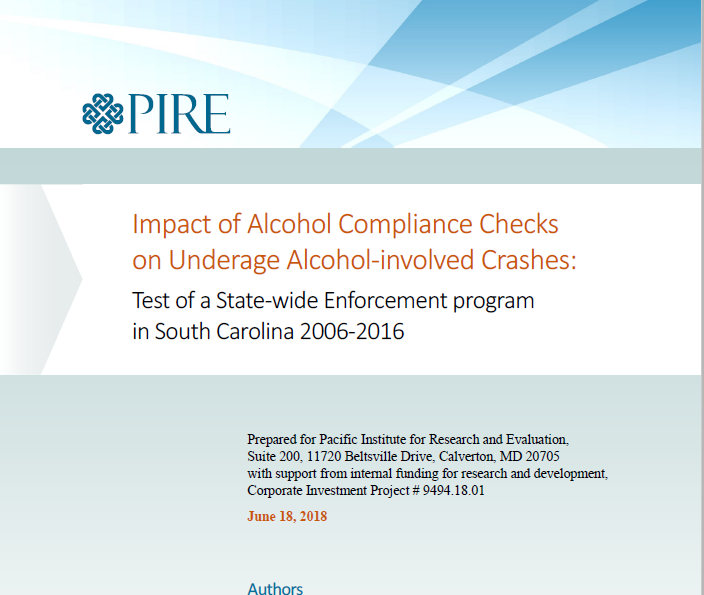 PIRE
Impact of Alcohol Compliance Checks
on Underage Alcohol-involved Crashes:
Test of a State-wide Enforcement program
in South Carolina 2006-2016
Prepared for Pacific Institute for Research and Evaluation,
Suite 200, 11720 Beltsville Drive, Calverton, MD 20705
with support from internal funding for research and development,
Corporate Investment Project # 9494.18.01
June 18, 2018
Authors